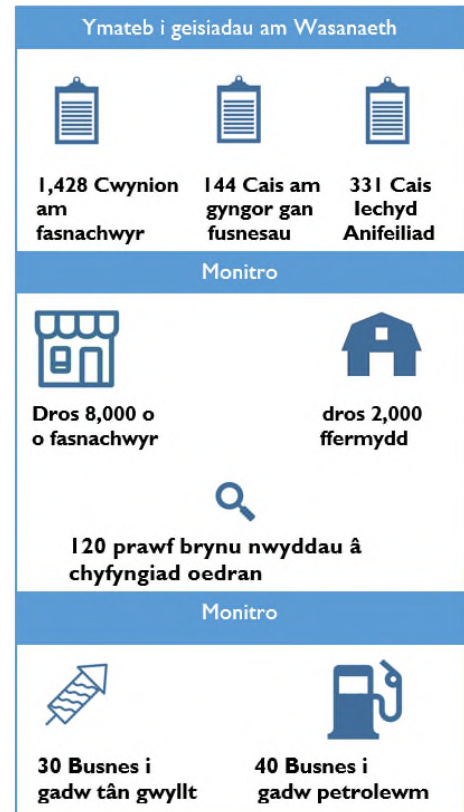 Ymateb i geisiadau am Wasanaeth
1,428 Cwynion
am
fasnachwyr
144 Cais am
gyngor gan
fusnesau
331 Cais
Iechyd
Anifeiliad
Monitro
Dros 8,000 o
o fasnachwyr
dros 2,000
ffermydd
120 prawf brynu nwyddau â
chyfyngiad oedran
Monitro
30 Busnes i
gadw tân gwyllt
40 Busnes i
gadw petrolewm